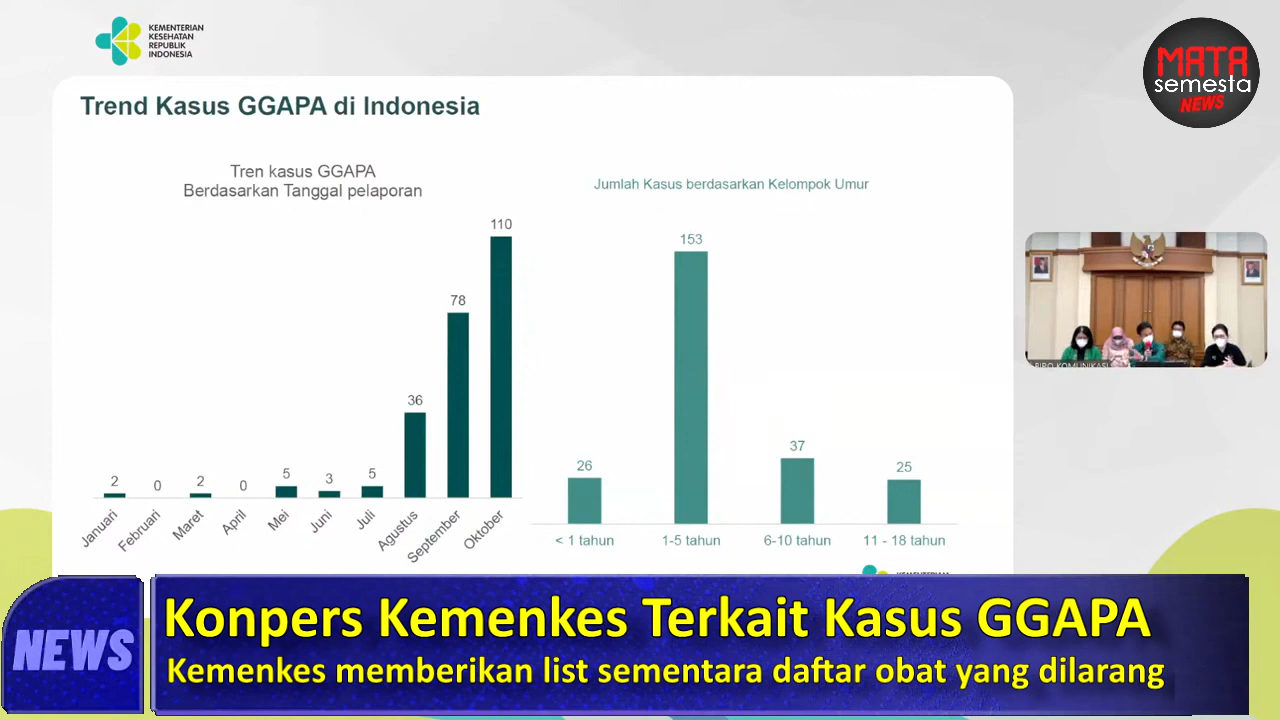 KEMENTERIAN
KESEHATAN
REPUBLIK
INDONESIA
MATA
semesta
NEWS
Trend Kasus GGAPA di Indonesia
Tren kasus GGAPA
Berdasarkan Tanggal pelaporan
2
0
2
0
5
3
5
36
78
110
Januari
Februari
Maret
April
Mei
Juni
Juli
Agustus
September
Oktober
Jumlah Kasus berdasarkan Kelompok Umur
26
153
37
25
< 1 tahun
1-5 tahun
6-10 tahun
11 - 18 tahun
BIRO KOMUNIKASI
NEWS
Konpers Kemenkes Terkait Kasus GGAPA
Kemenkes memberikan list sementara daftar obat yang dilarang